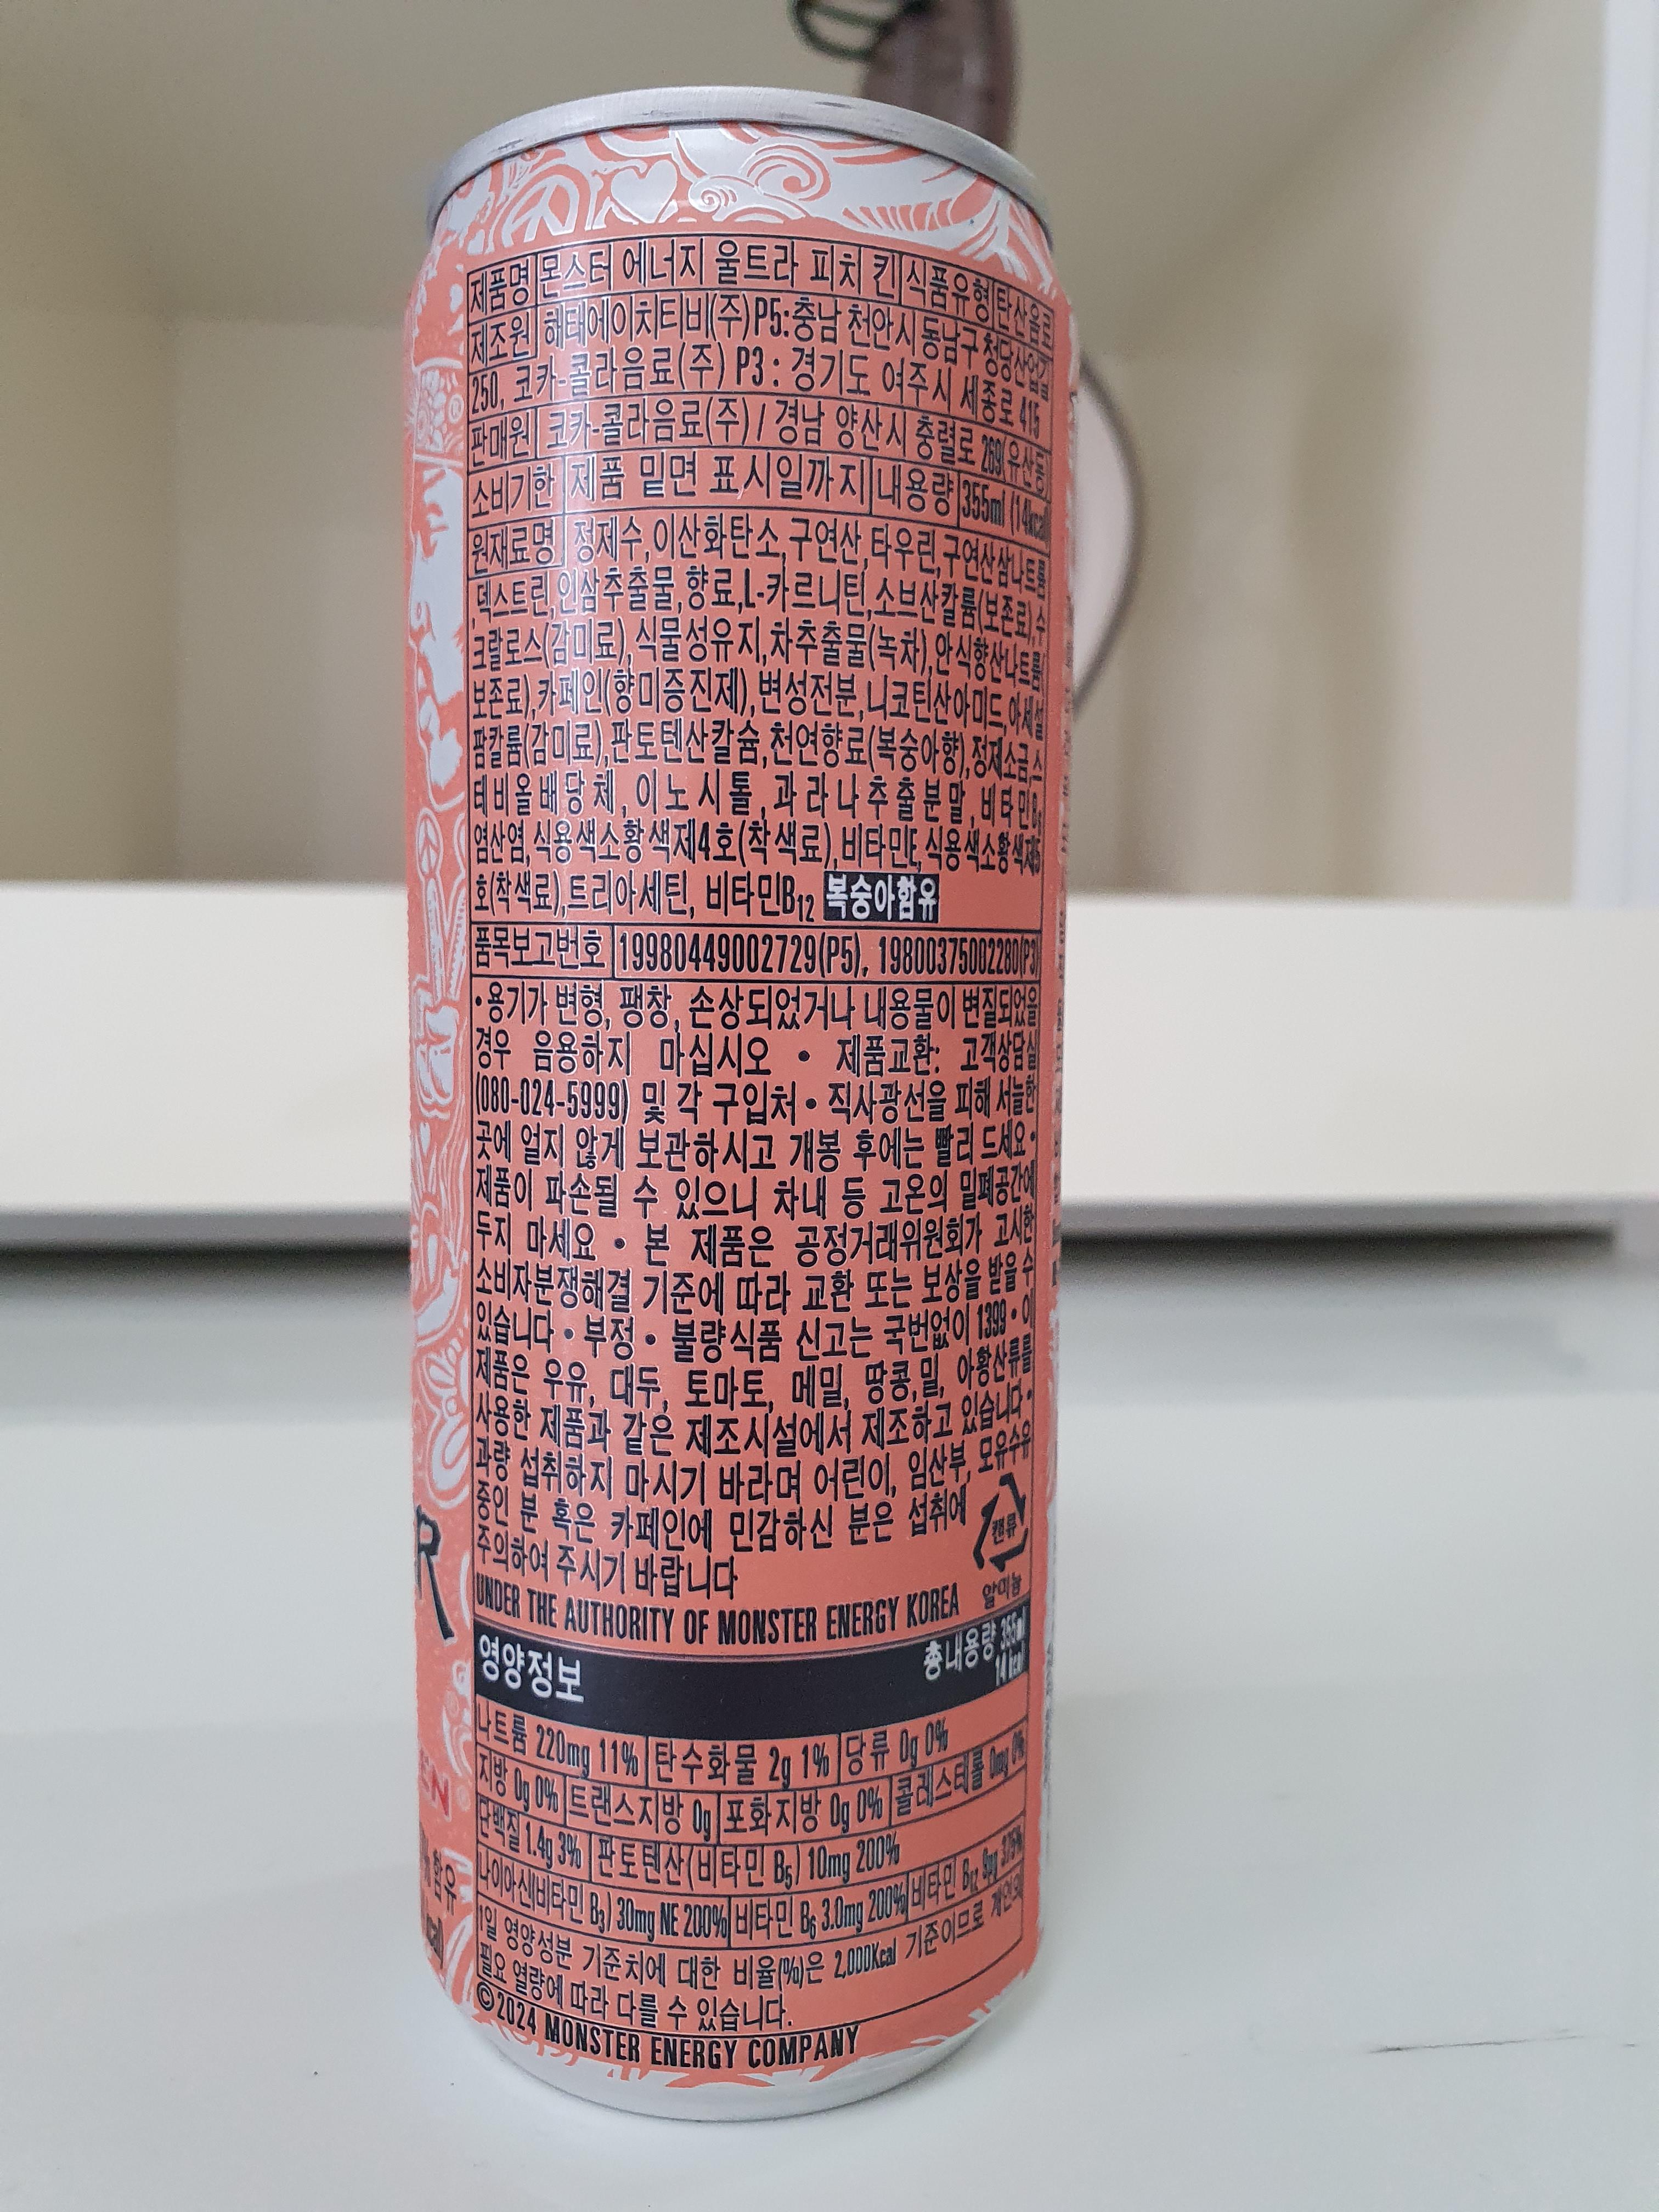 제품명 몬스터 에너지 울트라 피치 킨 식품유형 탄산음료
제조원 해태에이치티비(주)P5:충남 천안시 동남구 청당산업길
250, 코카-콜라음료(주) P3 : 경기도 여주시 세종로 415
판매원 코카-콜라음료(주) / 경남 양산시 충렬로 269(유산동)
소비기한 제품 밑면 표시일까지 내용량 355ml (14kcal)
원재료명 정제수,이산화탄소,구연산,타우린,구연산삼나트륨
,덱스트린,인삼추출물,향료,L-카르니틴,소브산칼륨(보존료),수
크랄로스(감미료),식물성유지,차추출물(녹차),안식향산나트륨(
보존료),카페인(향미증진제),변성전분,니코틴산아미드,아세설
팜칼륨(감미료),판토텐산칼슘,천연향료(복숭아향),정제소금,스
테비올배당체,이노시톨,과라나추출분말,비타민B₆
염산염,식용색소황색제4호(착색료),비타민E,식용색소황색제5
호(착색료),트리아세틴, 비타민B₁₂ 복숭아함유
품목보고번호 19980449002729(P5), 19800375002280(P3)
•용기가 변형, 팽창, 손상되었거나 내용물이 변질되었을
경우 음용하지 마십시오 • 제품교환: 고객상담실
(080-024-5999) 및 각 구입처 • 직사광선을 피해 서늘한
곳에 얼지 않게 보관하시고 개봉 후에는 빨리 드세요 •
제품이 파손될 수 있으니 차내 등 고온의 밀폐공간에
두지 마세요 • 본 제품은 공정거래위원회가 고시한
소비자분쟁해결 기준에 따라 교환 또는 보상을 받을 수
있습니다 • 부정 • 불량식품 신고는 국번없이 1399 • 이
제품은 우유, 대두, 토마토, 메밀, 땅콩,밀, 아황산류를
사용한 제품과 같은 제조시설에서 제조하고 있습니다 •
과량 섭취하지 마시기 바라며 어린이, 임산부, 모유수유
중인 분 혹은 카페인에 민감하신 분은 섭취에
주의하여 주시기 바랍니다
캔류
알미늄
UNDER THE AUTHORITY OF MONSTER ENERGY KOREA
영양정보 총내용량 355ml
14 kcal
나트륨 220mg 11% 탄수화물 2g 1% 당류 0g 0%
지방 0g 0% 트랜스지방 0g 포화지방 0g 0% 콜레스테롤 0mg 0%
단백질 1.4g 3% 판토텐산(비타민 B₅) 10mg 200%
나이아신(비타민 B₃) 30mg NE 200% 비타민 B₆ 3.0mg 200% 비타민 B₁₂ 9µg 375%
1일 영양성분 기준치에 대한 비율(%)은 2,000Kcal 기준이므로 개인의
필요 열량에 따라 다를 수 있습니다.
©2024 MONSTER ENERGY COMPANY